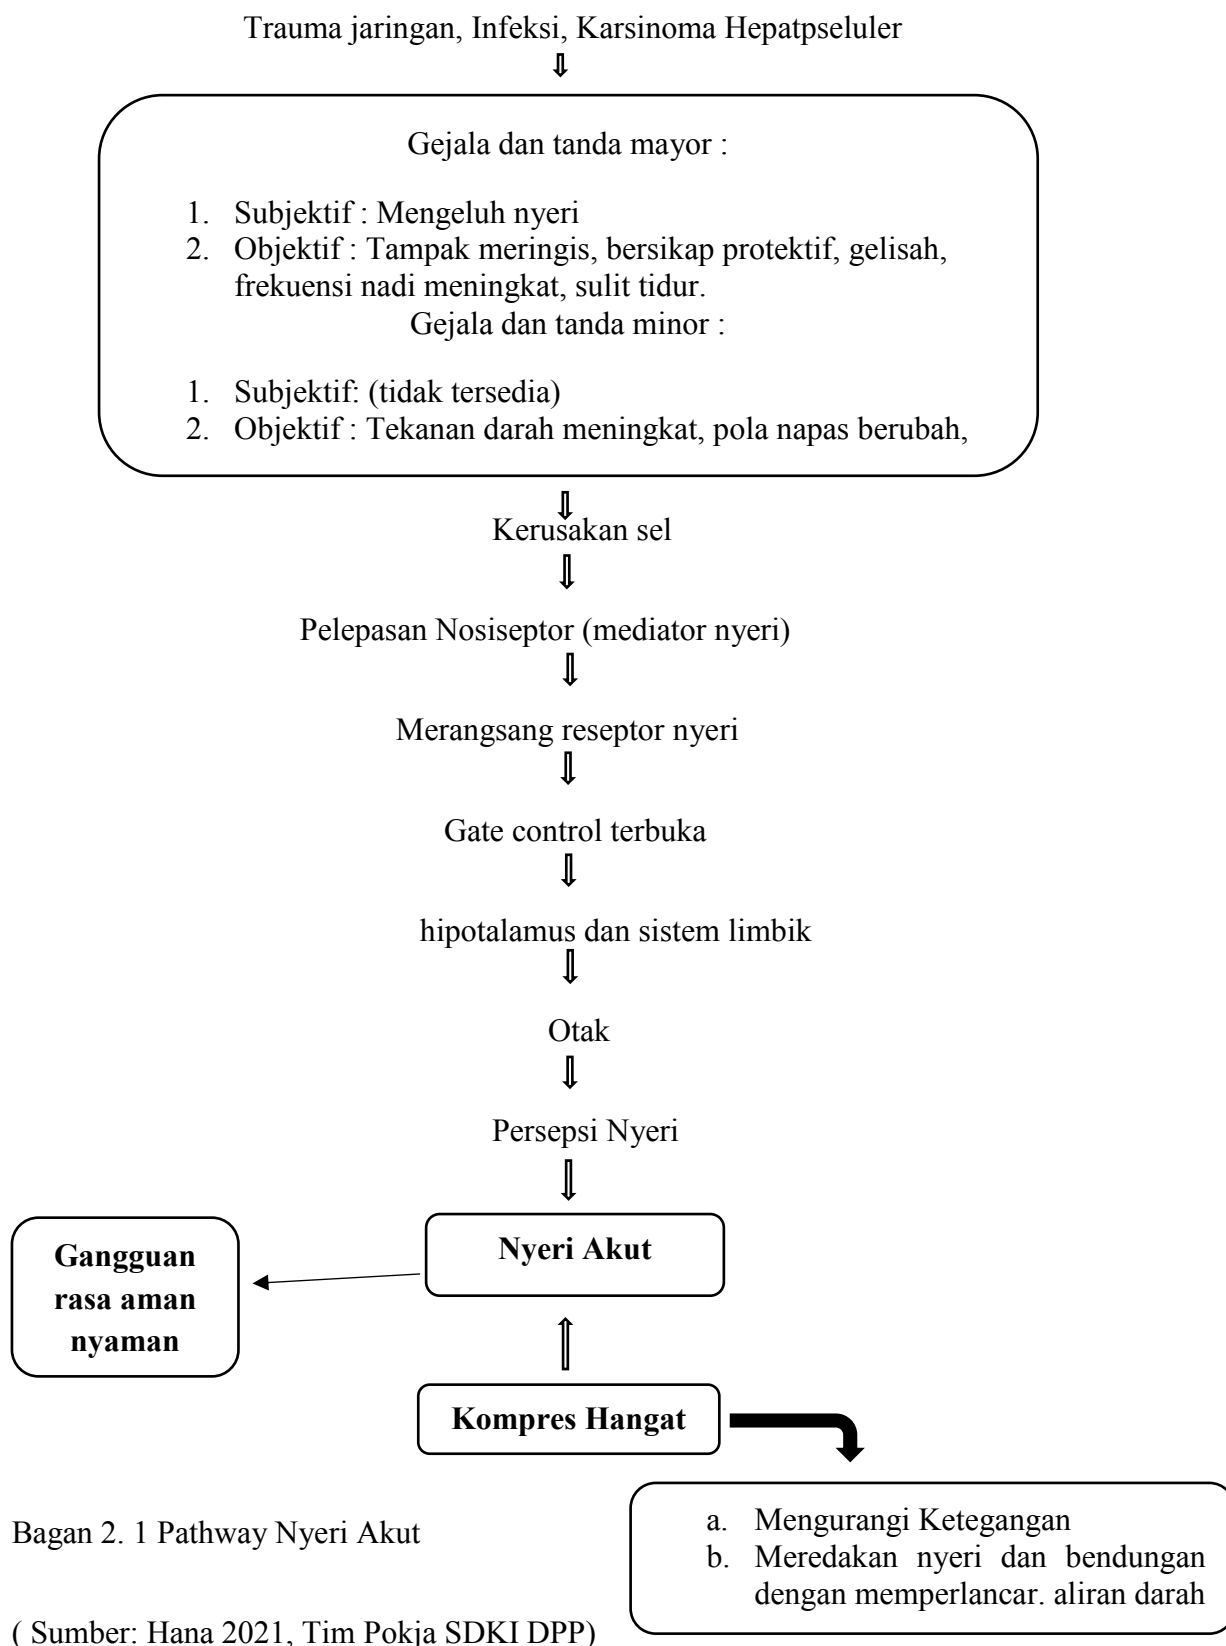 Trauma jaringan, Infeksi, Karsinoma Hepatpseluler
Gejala dan tanda mayor :
1. Subjektif : Mengeluh nyeri
2. Objektif : Tampak meringis, bersikap protektif, gelisah,
frekuensi nadi meningkat, sulit tidur.
Gejala dan tanda minor :
1. Subjektif: (tidak tersedia)
2. Objektif : Tekanan darah meningkat, pola napas berubah,
Kerusakan sel
Pelepasan Nosiseptor (mediator nyeri)
Merangsang reseptor nyeri
Gate control terbuka
hipotalamus dan sistem limbik
Otak
Persepsi Nyeri
Nyeri Akut
Gangguan
rasa aman
nyaman
Kompres Hangat
a. Mengurangi Ketegangan
b. Meredakan nyeri dan bendungan
dengan memperlancar. aliran darah
Bagan 2. 1 Pathway Nyeri Akut
( Sumber: Hana 2021, Tim Pokja SDKI DPP)